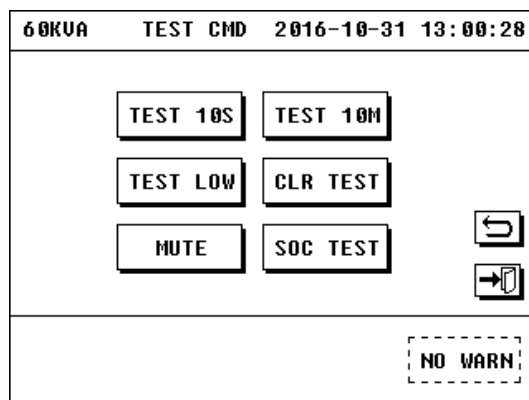 60KVA TEST CMD 2016-10-31 13:00:28
TEST 10S TEST 10M
TEST LOW CLR TEST
MUTE SOC TEST
NO WARN